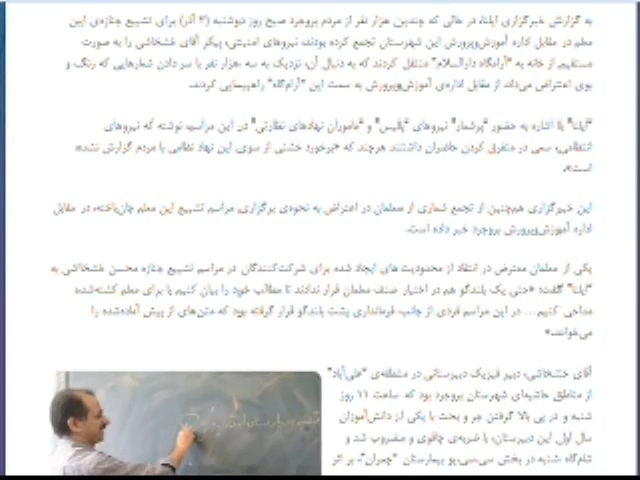 به گزارش خبرگزاری ایلنا، در حالی که چندین هزار نفر از مردم بروجرد صبح روز دوشنبه (۳ آذر) برای تشییع جنازه‌ی این
معلم در مقابل اداره آموزش‌وپرورش این شهرستان تجمع کرده بودند، نیروهای امنیتی، پیکر آقای خشخاشی را به صورت
مستقیم از خانه به "آرامگاه دارالسلام" منتقل کردند که به دنبال آن، نزدیک به سه هزار نفر با سر دادن شعارهایی که رنگ و
بوی اعتراض می‌داد، از مقابل اداره‌ی آموزش‌وپرورش به سمت این "آرامگاه" راهپیمایی کردند.
"ایلنا" با اشاره به حضور "پرشمار" نیروهای "پلیس" و "ماموران نهادهای نظارتی" در این مراسم، نوشته که نیروهای
انتظامی، سعی در متفرق کردن حاضران داشتند هرچند که «برخورد خشنی از سوی این نهاد نظامی با مردم گزارش نشده
است».
این خبرگزاری همچنین از تجمع شماری از معلمان در اعتراض به نحوه‌ی برگزاری مراسم تشییع این معلم جان‌باخته، در مقابل
اداره آموزش‌وپرورش بروجرد خبر داده است.
یکی از معلمان معترض در انتقاد از محدودیت های ایجاد شده برای شرکت‌کنندگان در مراسم تشییع جنازه محسن خشخاشی به
"ایلنا" گفت: «حتی یک بلندگو هم در اختیار صنف معلمان قرار ندادند تا مطالب خود را بیان کنیم یا برای معلم کشته‌شده
مداحی کنیم... در این مراسم فردی از جانب فرمانداری پشت بلندگو قرار گرفته بود که متن‌های از پیش آماده‌شده را
می‌خواند.»
آقای خشخاشی، دبیر فیزیک دبیرستانی در منطقه‌ی "علی‌آباد"
از مناطق حاشیه‌ای شهرستان بروجرد بود که ساعت ۱۱ روز
شنبه و در پی بالا گرفتن جر و بحث با یکی از دانش‌آموزان
سال اول این دبیرستان، با ضربه‌ی چاقوی و مضروب شد و
شام‌گاه شنبه در بخش سی‌سی‌یو بیمارستان "چمران"، بر اثر